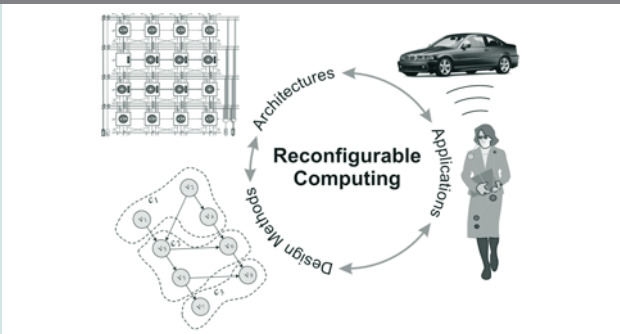 Architectures
Reconfigurable
Computing
Applications
Design Methods